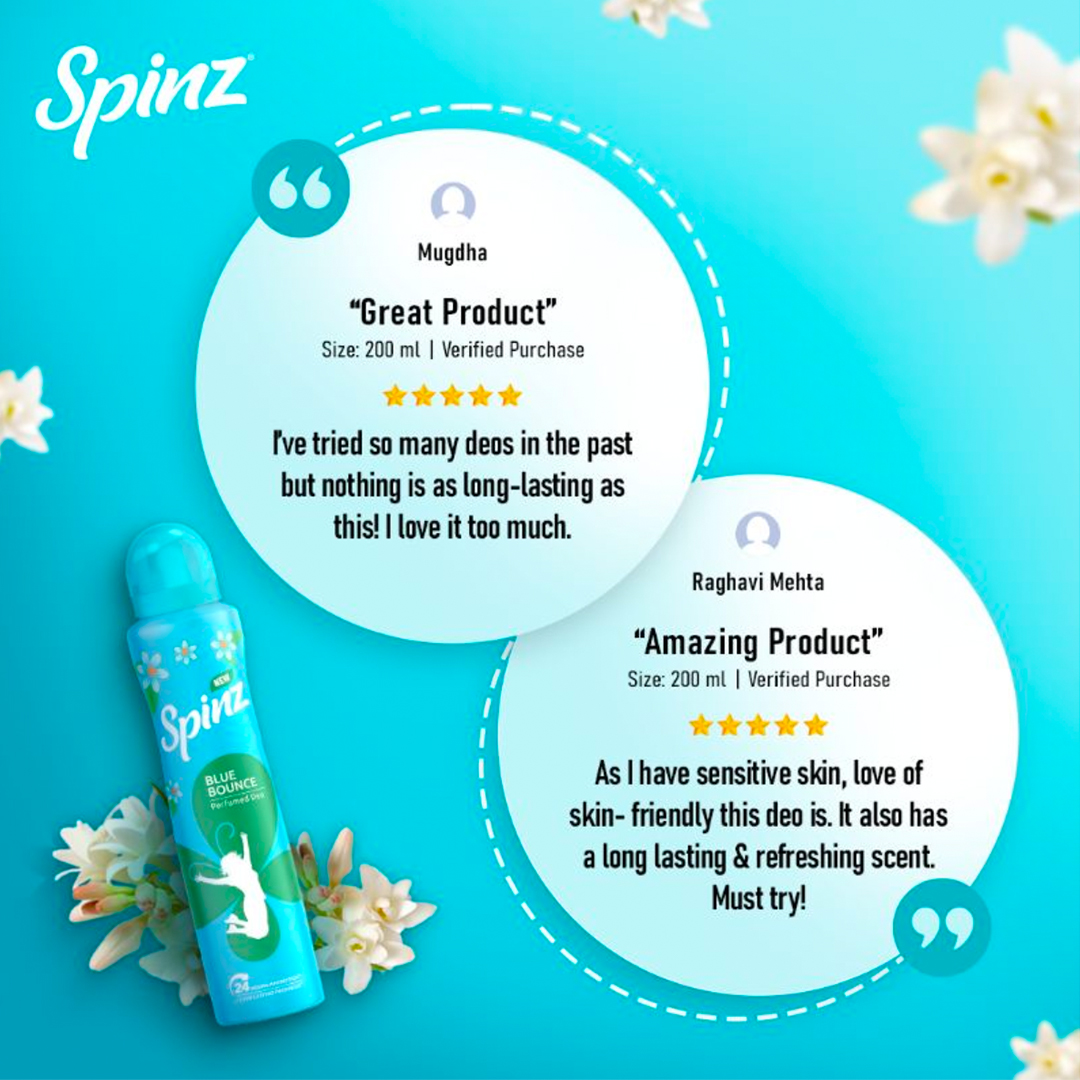 Spinz
Mugdha
“Great Product”
Size: 200 ml | Verified Purchase
I've tried so many deos in the past
but nothing is as long-lasting as
this! I love it too much.
Raghavi Mehta
“Amazing Product”
Size: 200 ml | Verified Purchase
As I have sensitive skin, love of
skin- friendly this deo is. It also has
a long lasting & refreshing scent.
Must try!
NEW
Spinz
BLUE
BOUNCE
Perfumed Deo
24